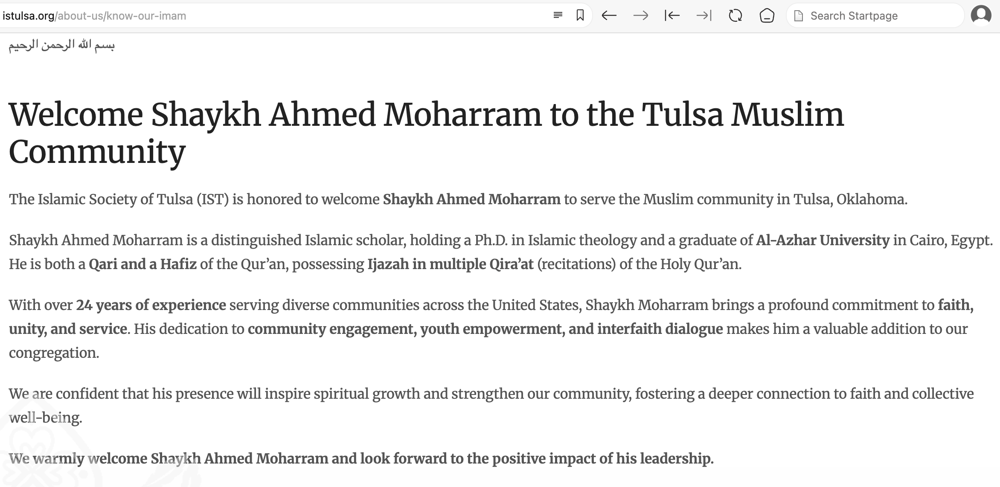 istulsa.org/about-us/know-our-imam
Search Startpage
بسم الله الرحمن الرحيم
Welcome Shaykh Ahmed Moharram to the Tulsa Muslim
Community
The Islamic Society of Tulsa (IST) is honored to welcome Shaykh Ahmed Moharram to serve the Muslim community in Tulsa, Oklahoma.
Shaykh Ahmed Moharram is a distinguished Islamic scholar, holding a Ph.D. in Islamic theology and a graduate of Al-Azhar University in Cairo, Egypt.
He is both a Qari and a Hafiz of the Qur’an, possessing Ijazah in multiple Qira’at (recitations) of the Holy Qur’an.
With over 24 years of experience serving diverse communities across the United States, Shaykh Moharram brings a profound commitment to faith,
unity, and service. His dedication to community engagement, youth empowerment, and interfaith dialogue makes him a valuable addition to our
congregation.
We are confident that his presence will inspire spiritual growth and strengthen our community, fostering a deeper connection to faith and collective
well-being.
We warmly welcome Shaykh Ahmed Moharram and look forward to the positive impact of his leadership.